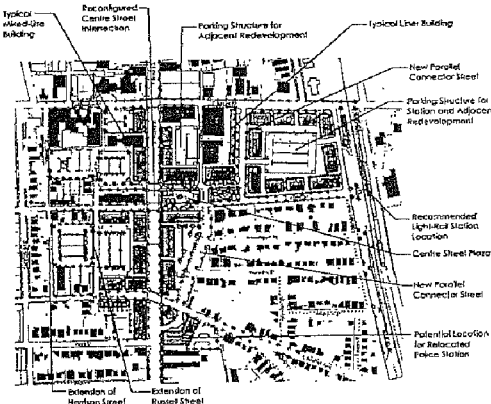 Typical
Mixed-Use
Building
Reconfigured
Centre Street
Intersection
Parking Structure for
Adjacent Redevelopment
Typical Liner Building
New Parallel
Connector Street
Parking Structure for
Station and Adjacent
Redevelopment
Recommended
Light-Rail Station
Location
Centre Street Plaza
New Parallel
Connector Street
Potential Location
for Relocated
Police Station
Extension of
Harrison Street
Extension of
Russet Street